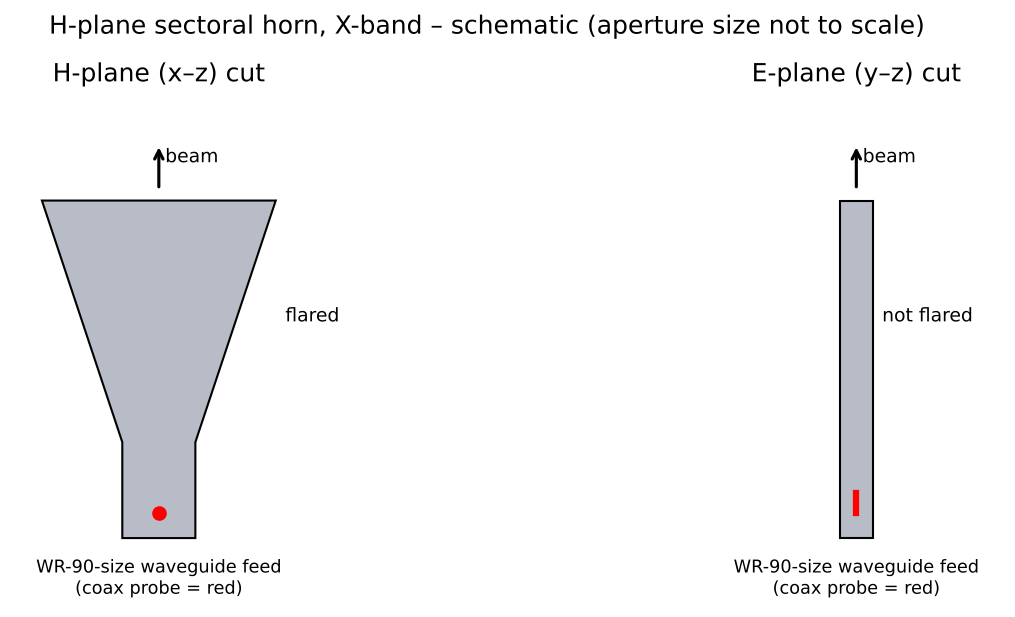 H-plane sectoral horn, X-band – schematic (aperture size not to scale)
H-plane (x–z) cut
E-plane (y–z) cut
beam
beam
flared
not flared
WR-90-size waveguide feed
(coax probe = red)
WR-90-size waveguide feed
(coax probe = red)